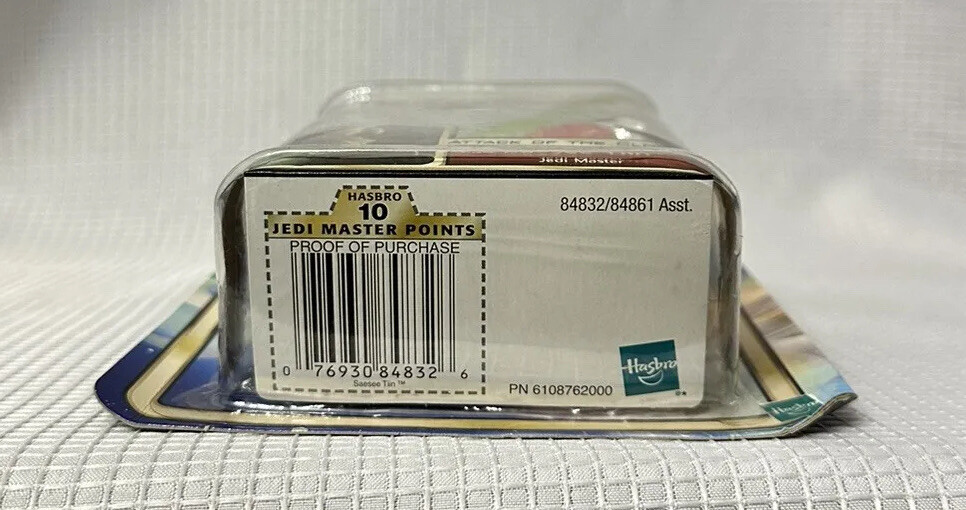 ATTACK OF THE
Jedi Master
HASBRO
10
JEDI MASTER POINTS
PROOF OF PURCHASE
0 76930 84832 6
Saesee Tiin™
84832/84861 Asst.
PN 6108762000
Hasbro
Hasbro